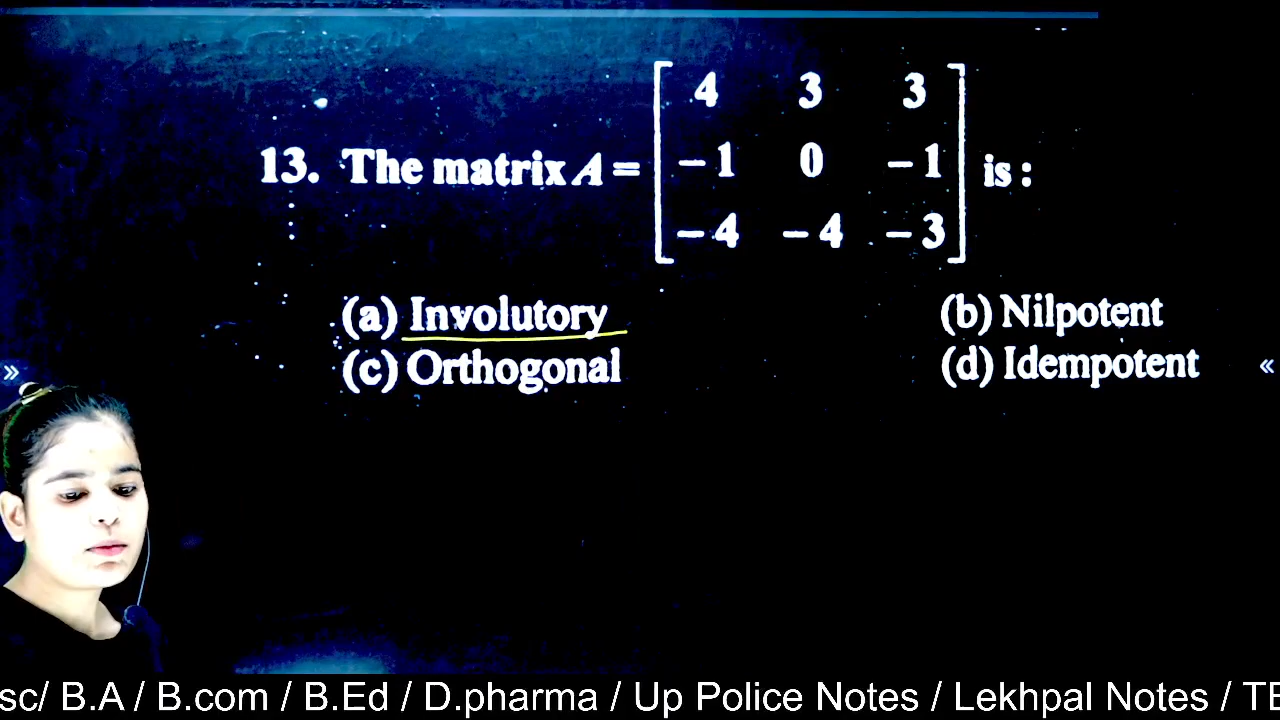 13. The matrix A = [ 4 3 3
-1 0 -1
-4 -4 -3 ] is :
(a) Involutory (b) Nilpotent
(c) Orthogonal (d) Idempotent
» «
sc/ B.A / B.com / B.Ed / D.pharma / Up Police Notes / Lekhpal Notes / TE